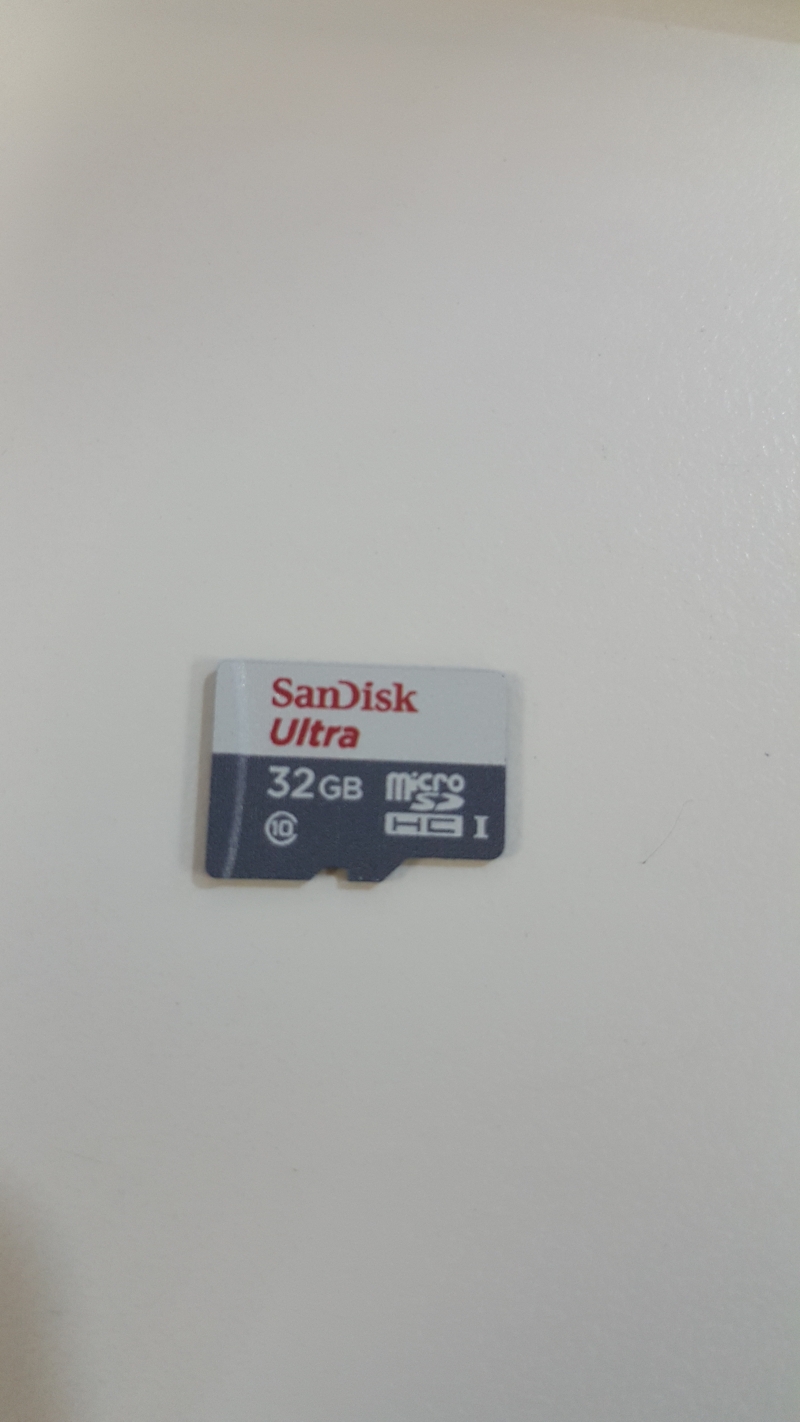 SanDisk
Ultra
32GB micro
SD
10 HC I